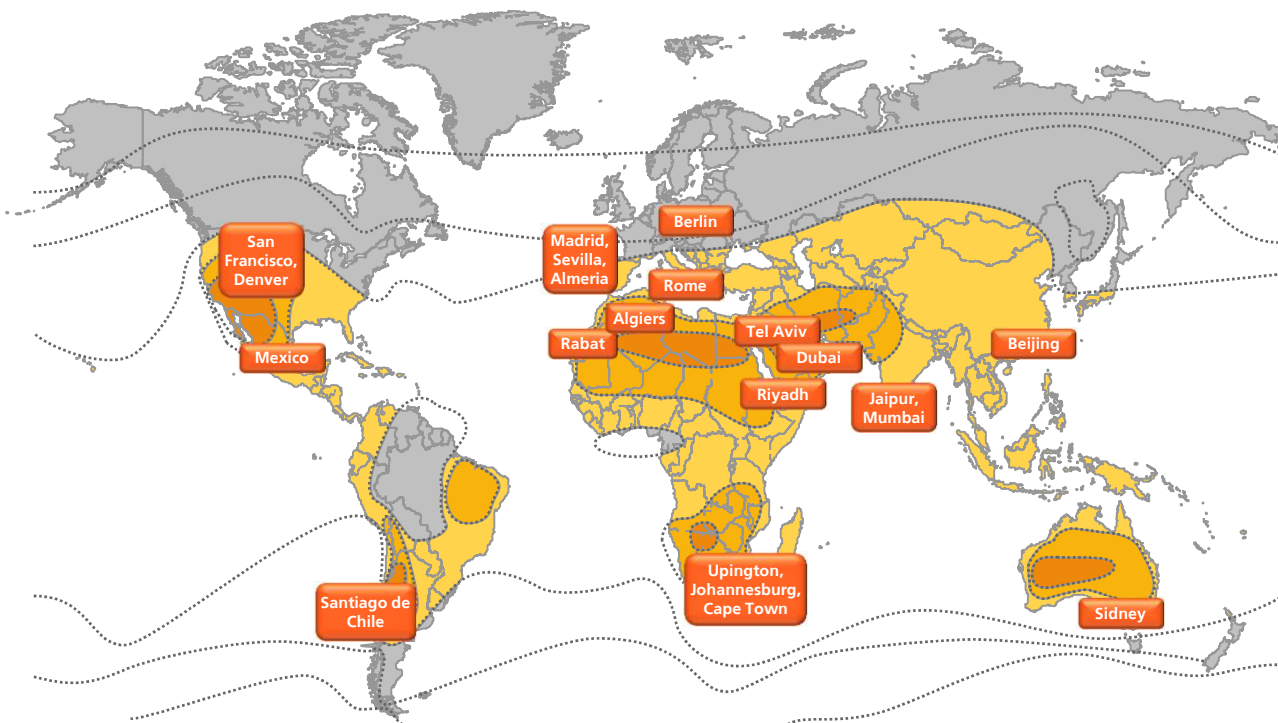 Berlin
San
Francisco,
Denver
Madrid,
Sevilla,
Almeria
Rome
Algiers
Rabat
Tel Aviv
Beijing
Mexico
Dubai
Riyadh
Jaipur,
Mumbai
Upington,
Johannesburg,
Cape Town
Santiago de
Chile
Sidney